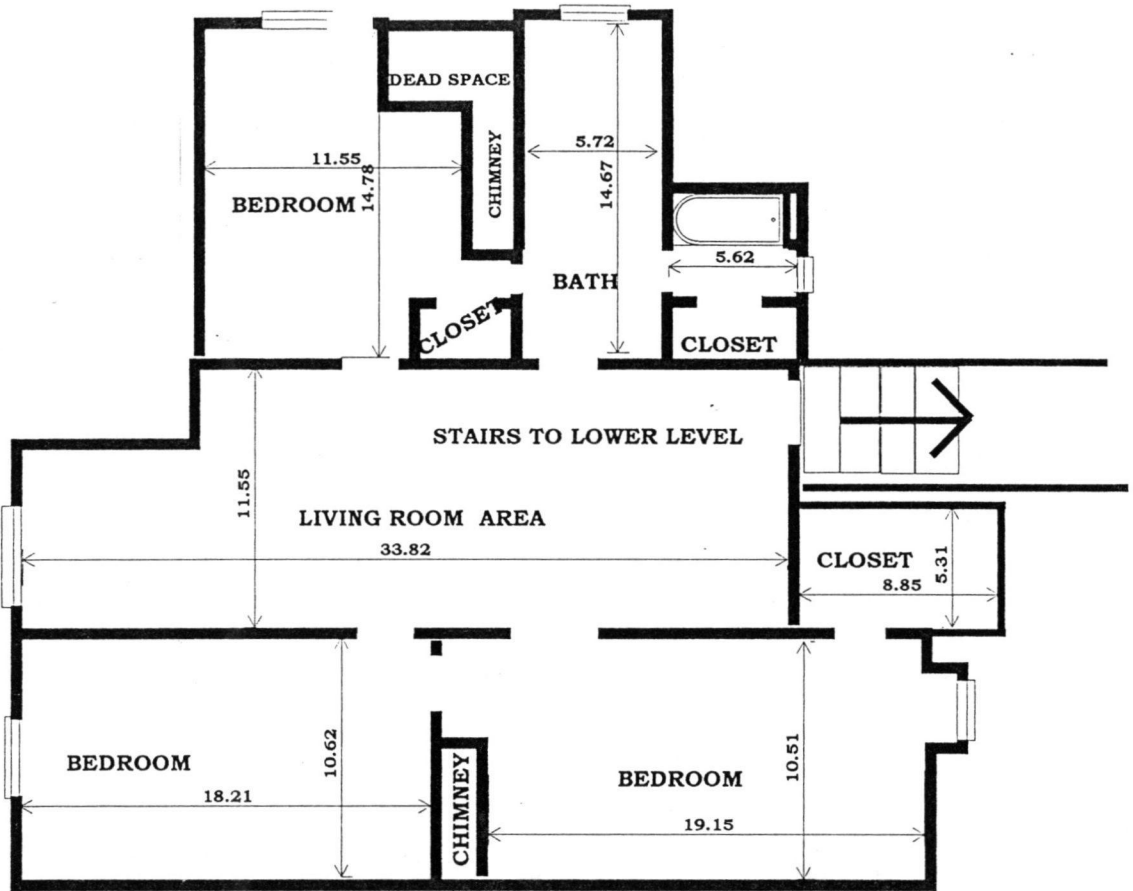 DEAD SPACE
CHIMNEY
5.72
11.55
14.78
14.67
BEDROOM
5.62
BATH
CLOSET
CLOSET
STAIRS TO LOWER LEVEL
11.55
LIVING ROOM AREA
33.82
CLOSET
5.31
8.85
10.62
10.51
BEDROOM
BEDROOM
18.21
CHIMNEY
19.15